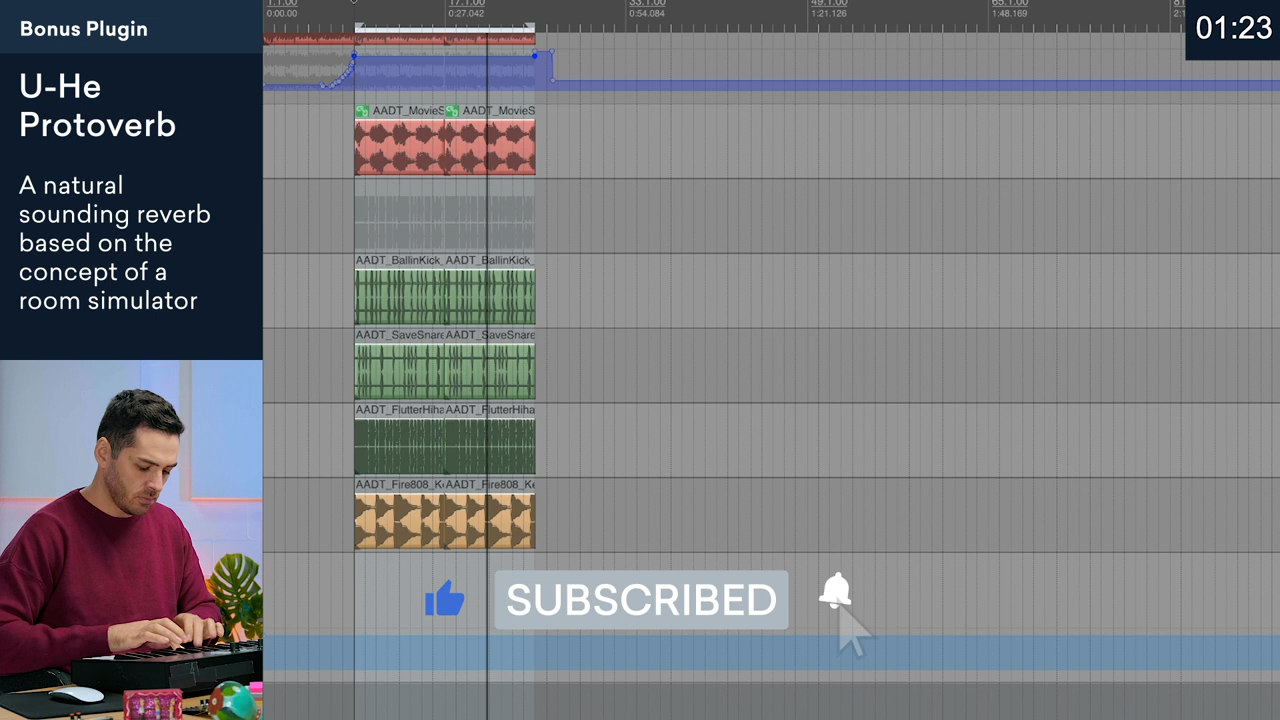 Bonus Plugin
U-He
Protoverb
A natural
sounding reverb
based on the
concept of a
room simulator
1.1.00 17.1.00 33.1.00 49.1.00 65.1.00
0:00.00 0:27.042 0:54.084 1:21.126 1:48.169
01:23
AADT_MovieS AADT_MovieS
AADT_BallinKick_ AADT_BallinKick_
AADT_SaveSnare AADT_SaveSnare
AADT_FlutterHiha AADT_FlutterHiha
AADT_Fire808_Ke AADT_Fire808_Ke
SUBSCRIBED